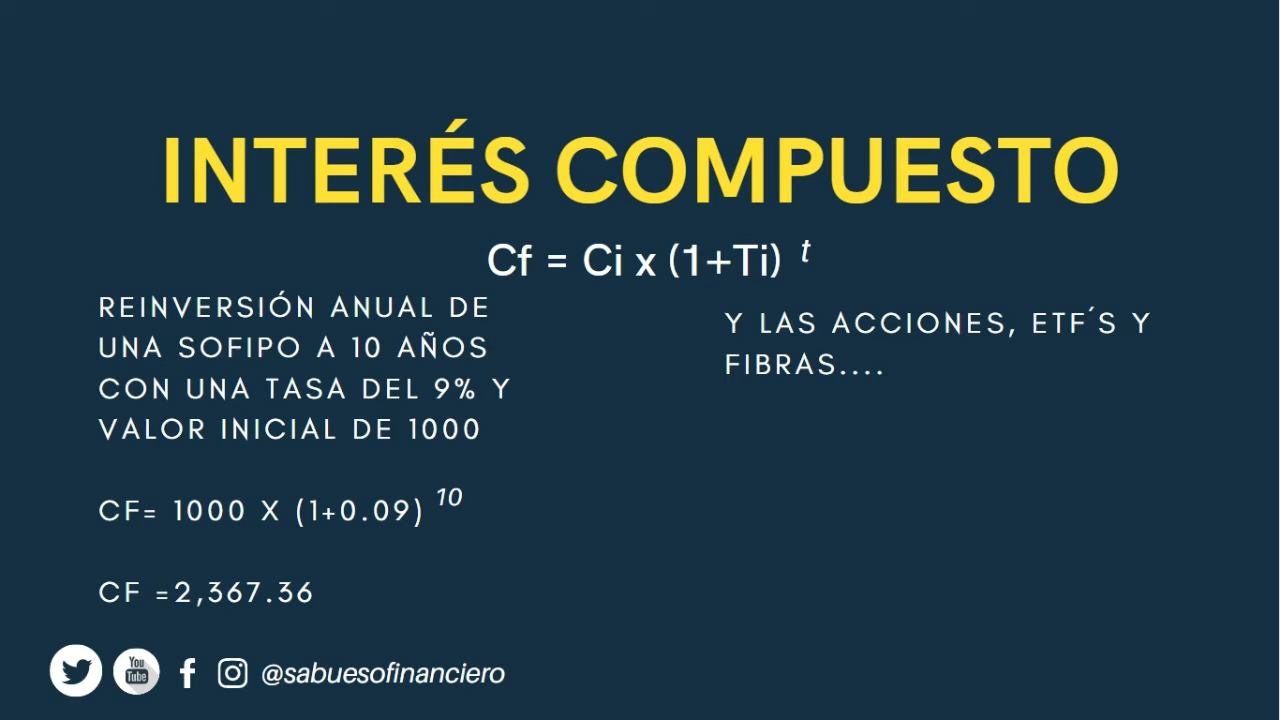 INTERÉS COMPUESTO
Cf = Ci x (1+Ti) t
REINVERSIÓN ANUAL DE
UNA SOFIPO A 10 AÑOS
CON UNA TASA DEL 9% Y
VALOR INICIAL DE 1000
CF= 1000 X (1+0.09) 10
CF =2,367.36
Y LAS ACCIONES, ETF´S Y
FIBRAS....
You
Tube
@sabuesofinanciero